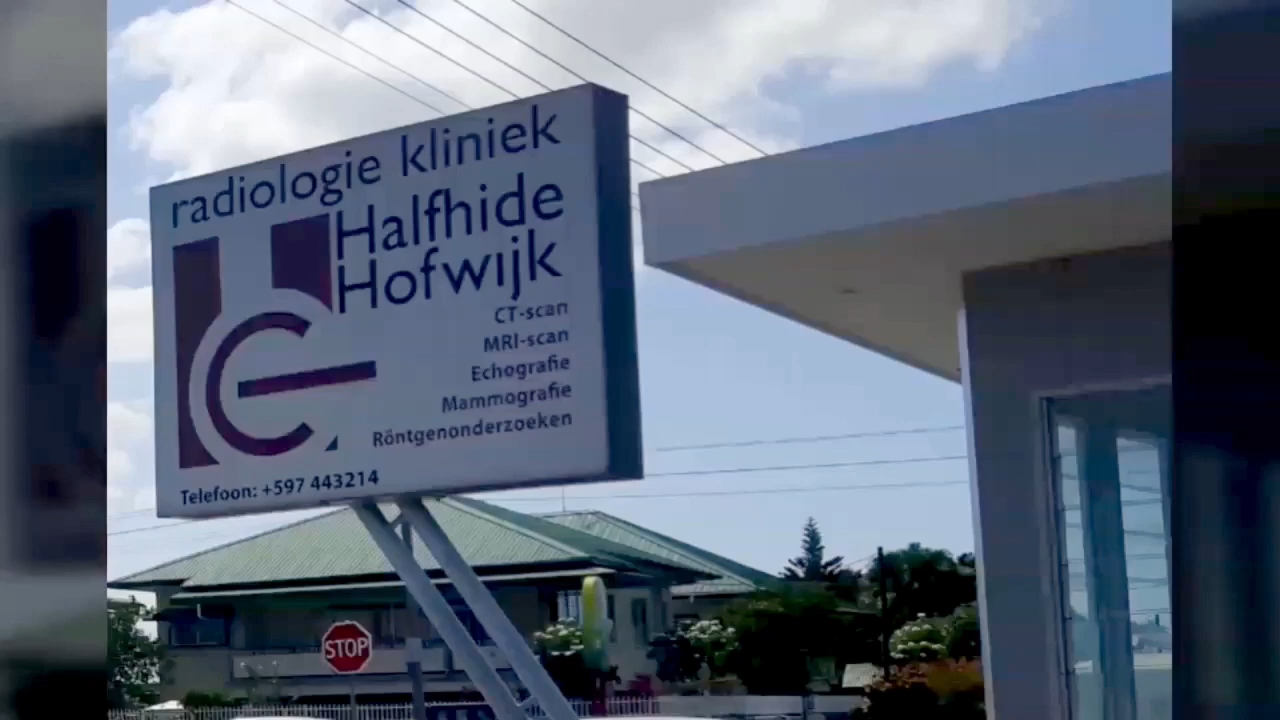 radiologie kliniek
Halfhide
Hofwijk
CT-scan
MRI-scan
Echografie
Mammografie
Röntgenonderzoeken
Telefoon: +597 443214
STOP